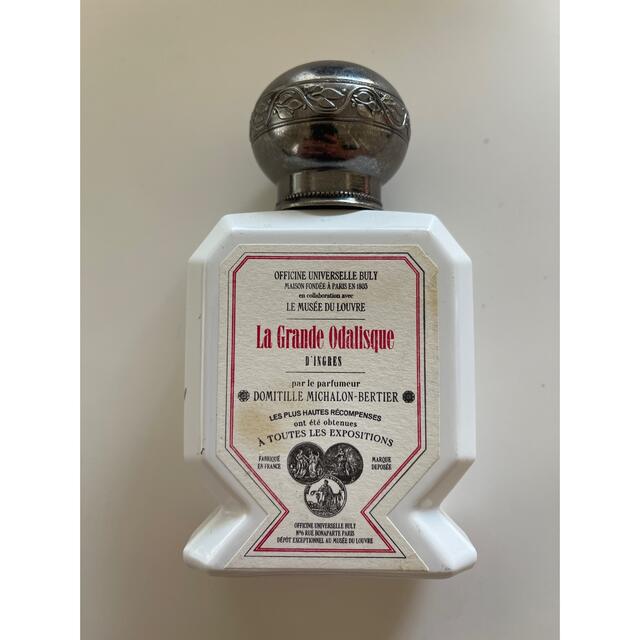 OFFICINE UNIVERSELLE BULY
MAISON FONDÉE À PARIS EN 1803
en collaboration avec
LE MUSÉE DU LOUVRE
La Grande Odalisque
D'INGRES
par le parfumeur
DOMITILLE MICHALON-BERTIER
LES PLUS HAUTES RÉCOMPENSES
ont été obtenues
À TOUTES LES EXPOSITIONS
FABRIQUÉ
EN FRANCE
MARQUE
DEPOSÉE
OFFICINE UNIVERSELLE BULY
N°6 RUE BONAPARTE PARIS
DÉPÔT EXCEPTIONNEL AU MUSÉE DU LOUVRE